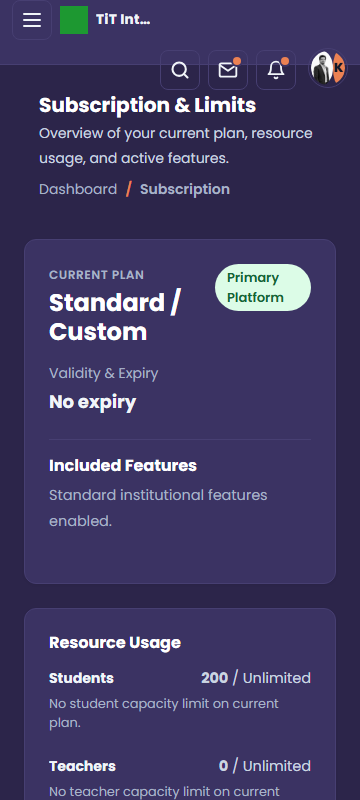 TiT Int...
K
Subscription & Limits
Overview of your current plan, resource
usage, and active features.
Dashboard / Subscription
CURRENT PLAN
Primary
Platform
Standard /
Custom
Validity & Expiry
No expiry
Included Features
Standard institutional features
enabled.
Resource Usage
Students 200 / Unlimited
No student capacity limit on current
plan.
Teachers 0 / Unlimited
No teacher capacity limit on current